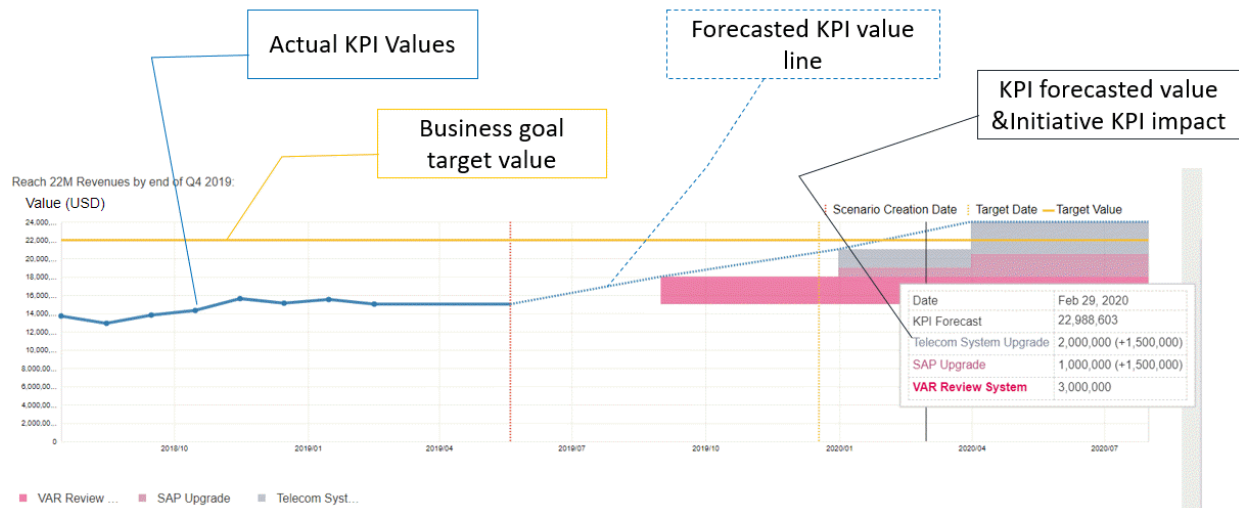 Actual KPI Values
Forecasted KPI value
line
KPI forecasted value
&Initiative KPI impact
Business goal
target value
Reach 22M Revenues by end of Q4 2019:
Value (USD)
Scenario Creation Date
Target Date
Target Value
24,000,...
22,000,...
20,000,...
18,000,...
16,000,...
14,000,...
12,000,...
10,000,...
8,000,00...
6,000,00...
4,000,00...
2,000,00...
0
2018/10
2019/01
2019/04
2019/07
2019/10
2020/01
2020/04
2020/07
Date Feb 29, 2020
KPI Forecast 22,988,603
Telecom System Upgrade 2,000,000 (+1,500,000)
SAP Upgrade 1,000,000 (+1,500,000)
VAR Review System 3,000,000
VAR Review ...
SAP Upgrade
Telecom Syst...